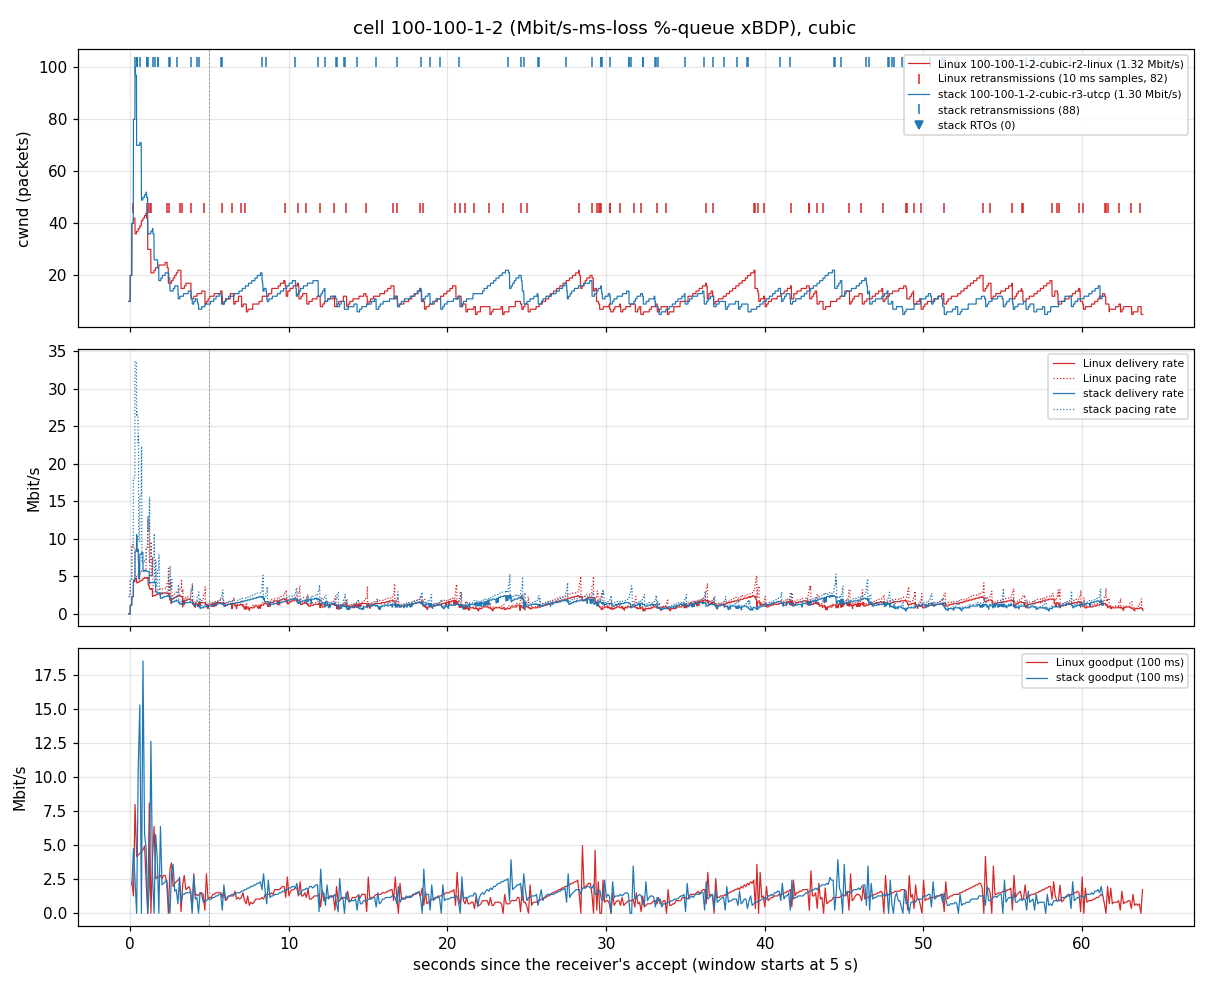 cell 100-100-1-2 (Mbit/s-ms-loss %-queue xBDP), cubic
cwnd (packets)
100
80
60
40
20
Linux 100-100-1-2-cubic-r2-linux (1.32 Mbit/s)
Linux retransmissions (10 ms samples, 82)
stack 100-100-1-2-cubic-r3-utcp (1.30 Mbit/s)
stack retransmissions (88)
stack RTOs (0)
Mbit/s
35
30
25
20
15
10
5
0
Linux delivery rate
Linux pacing rate
stack delivery rate
stack pacing rate
Mbit/s
17.5
15.0
12.5
10.0
7.5
5.0
2.5
0.0
Linux goodput (100 ms)
stack goodput (100 ms)
0 10 20 30 40 50 60
seconds since the receiver's accept (window starts at 5 s)